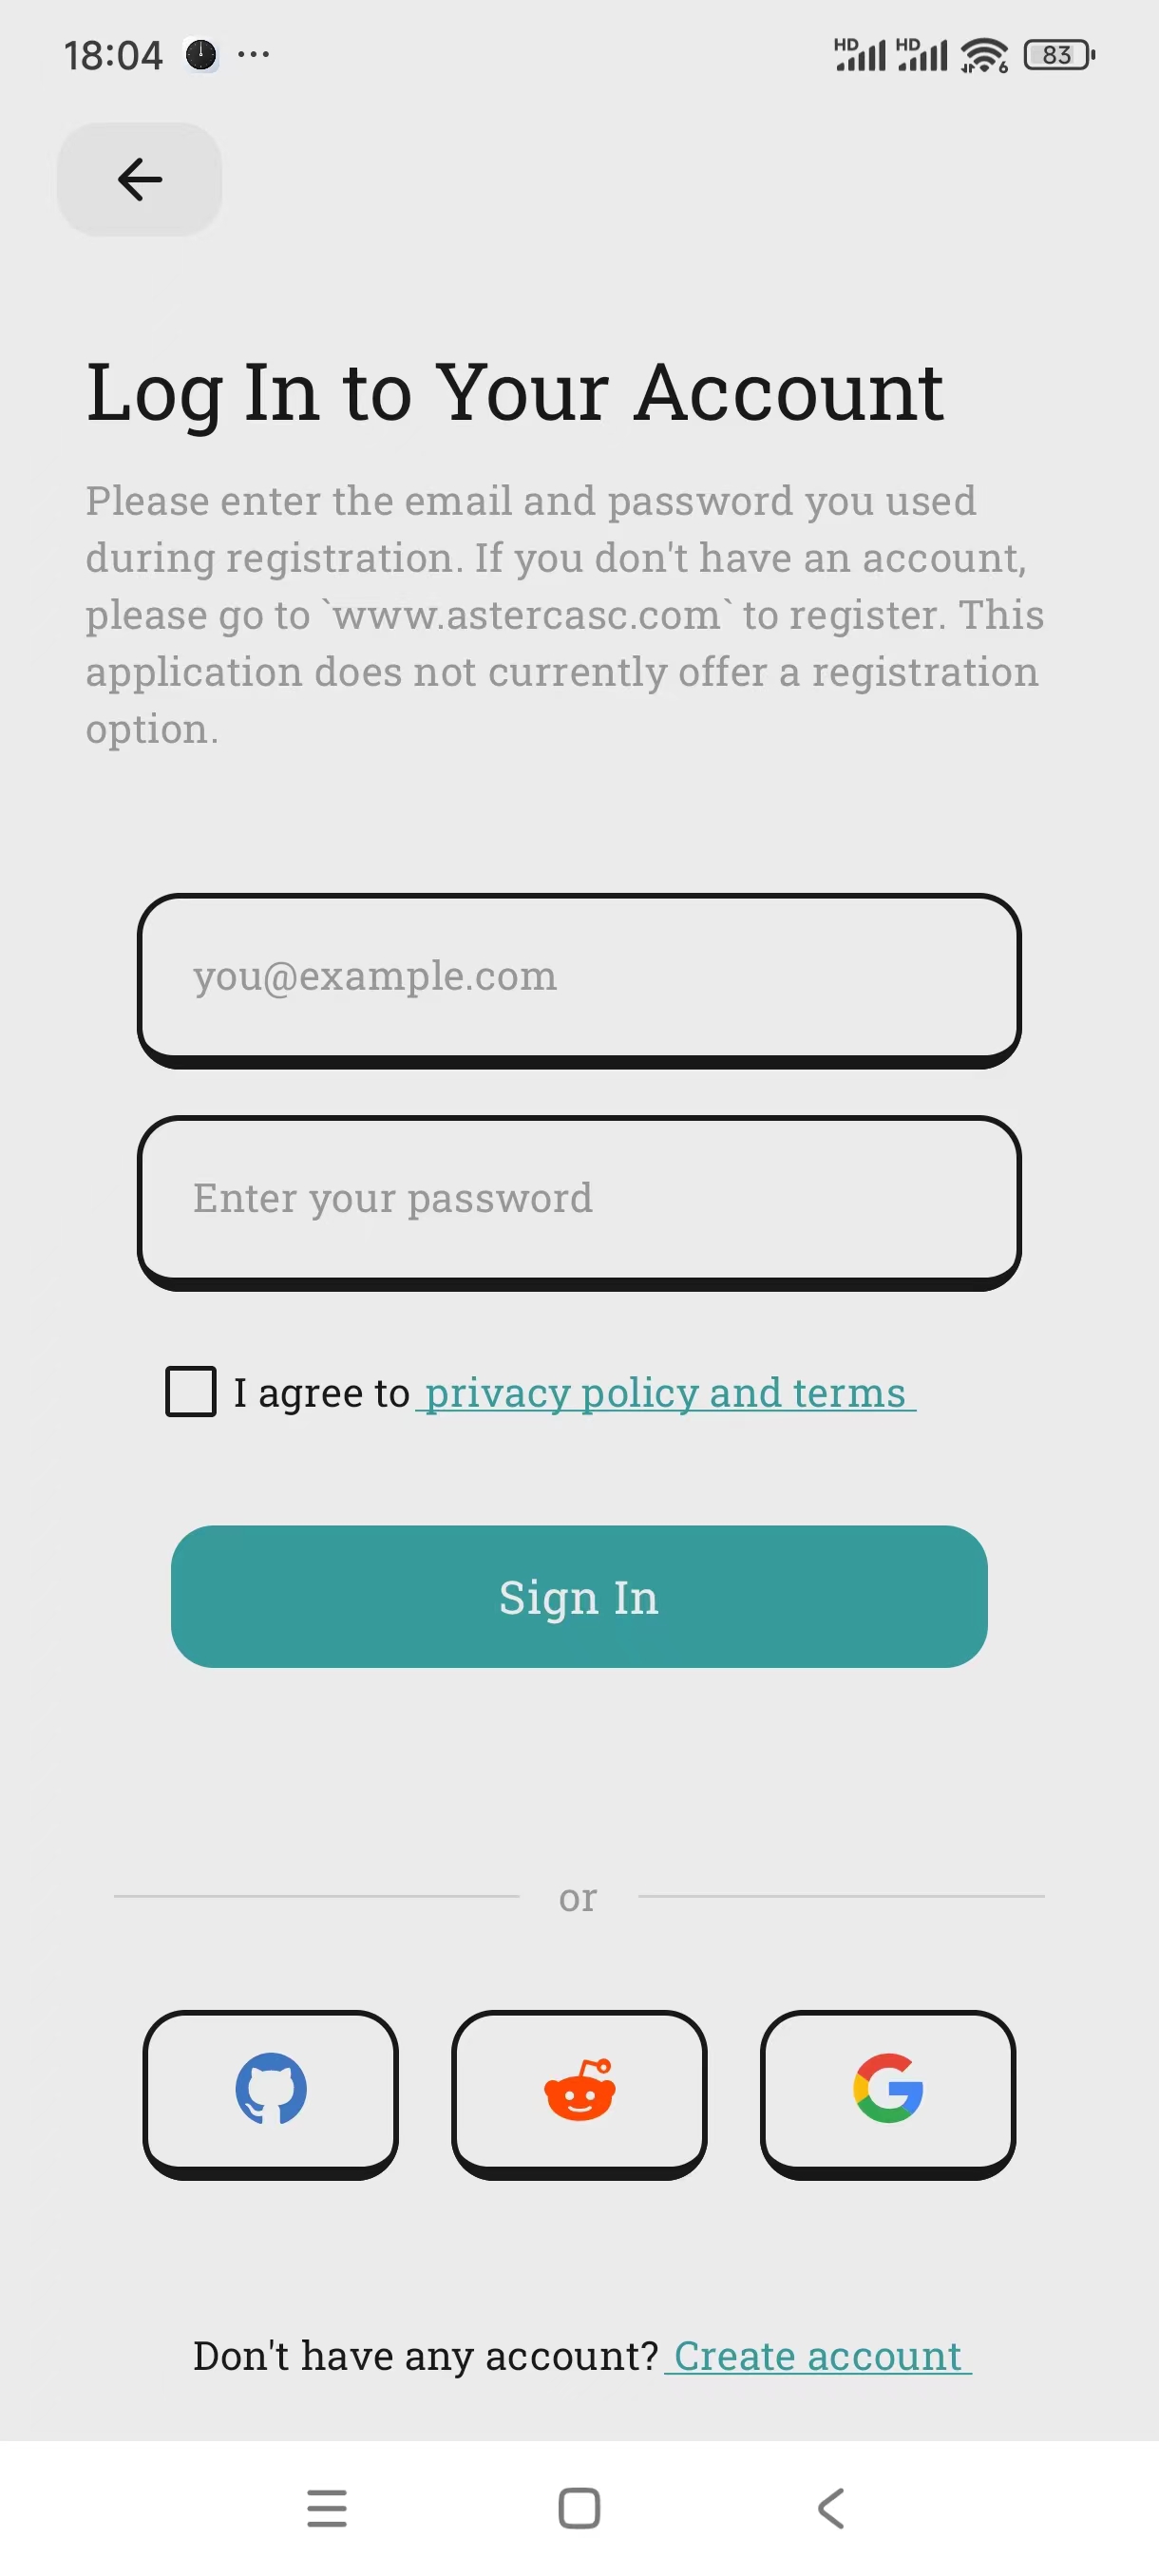 18:04
HD HD 6 83
Log In to Your Account
Please enter the email and password you used
during registration. If you don't have an account,
please go to `www.astercasc.com` to register. This
application does not currently offer a registration
option.
you@example.com
Enter your password
I agree to privacy policy and terms
Sign In
or
Don't have any account? Create account